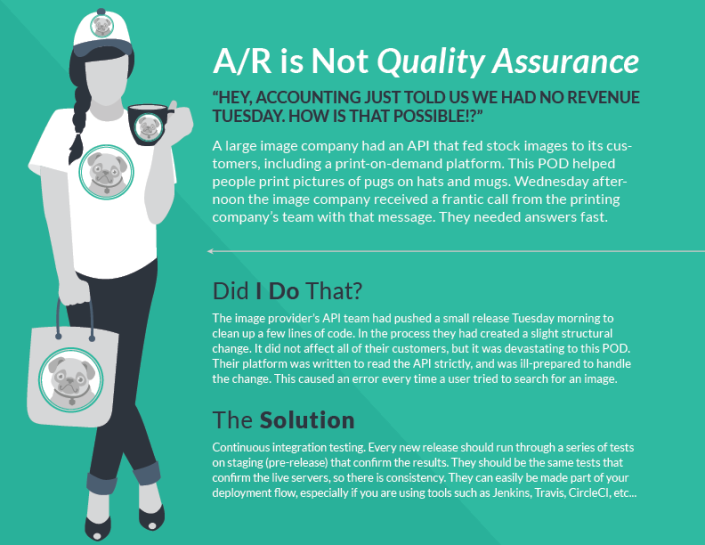 A/R is Not Quality Assurance
“HEY, ACCOUNTING JUST TOLD US WE HAD NO REVENUE
TUESDAY. HOW IS THAT POSSIBLE!?”
A large image company had an API that fed stock images to its cus-
tomers, including a print-on-demand platform. This POD helped
people print pictures of pugs on hats and mugs. Wednesday after-
noon the image company received a frantic call from the printing
company’s team with that message. They needed answers fast.
Did I Do That?
The image provider’s API team had pushed a small release Tuesday morning to
clean up a few lines of code. In the process they had created a slight structural
change. It did not affect all of their customers, but it was devastating to this POD.
Their platform was written to read the API strictly, and was ill-prepared to handle
the change. This caused an error every time a user tried to search for an image.
The Solution
Continuous integration testing. Every new release should run through a series of tests
on staging (pre-release) that confirm the results. They should be the same tests that
confirm the live servers, so there is consistency. They can easily be made part of your
deployment flow, especially if you are using tools such as Jenkins, Travis, CircleCI, etc...